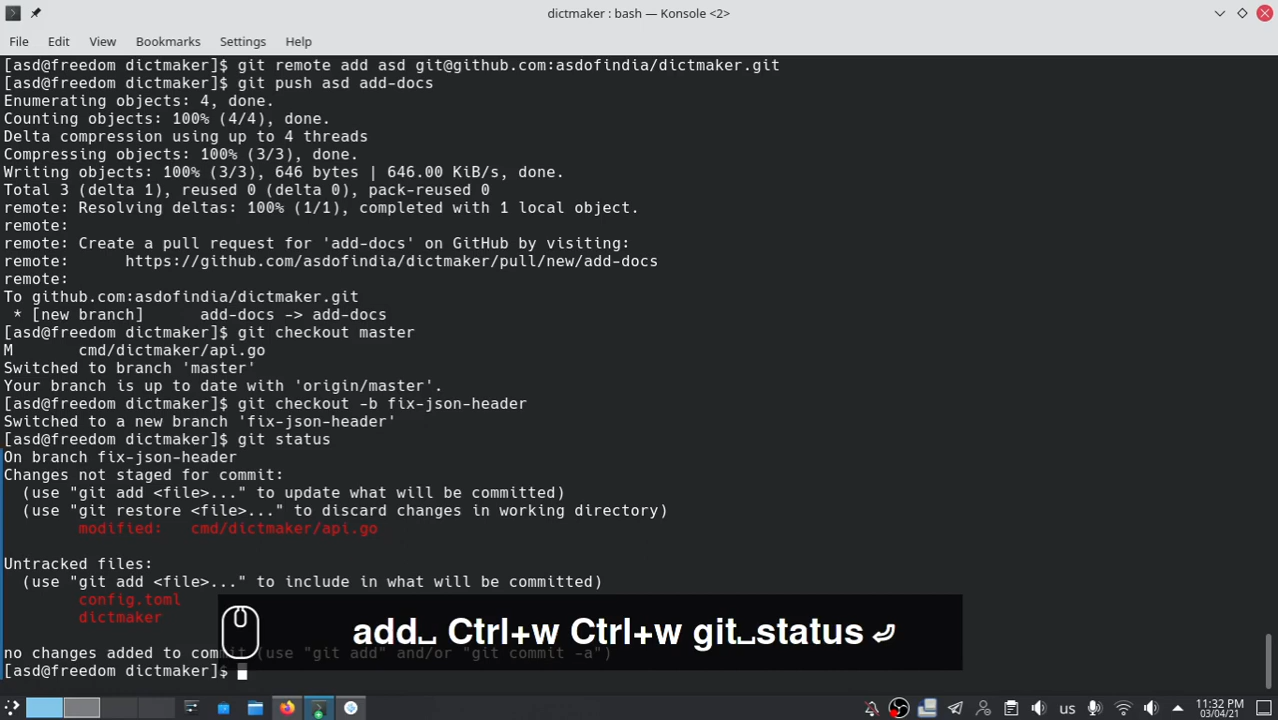 dictmaker : bash — Konsole <2>
File Edit View Bookmarks Settings Help
[asd@freedom dictmaker]$ git remote add asd git@github.com:asdofindia/dictmaker.git
[asd@freedom dictmaker]$ git push asd add-docs
Enumerating objects: 4, done.
Counting objects: 100% (4/4), done.
Delta compression using up to 4 threads
Compressing objects: 100% (3/3), done.
Writing objects: 100% (3/3), 646 bytes | 646.00 KiB/s, done.
Total 3 (delta 1), reused 0 (delta 0), pack-reused 0
remote: Resolving deltas: 100% (1/1), completed with 1 local object.
remote:
remote: Create a pull request for 'add-docs' on GitHub by visiting:
remote:      https://github.com/asdofindia/dictmaker/pull/new/add-docs
remote:
To github.com:asdofindia/dictmaker.git
 * [new branch]      add-docs -> add-docs
[asd@freedom dictmaker]$ git checkout master
M       cmd/dictmaker/api.go
Switched to branch 'master'
Your branch is up to date with 'origin/master'.
[asd@freedom dictmaker]$ git checkout -b fix-json-header
Switched to a new branch 'fix-json-header'
[asd@freedom dictmaker]$ git status
On branch fix-json-header
Changes not staged for commit:
  (use "git add <file>..." to update what will be committed)
  (use "git restore <file>..." to discard changes in working directory)
        modified:   cmd/dictmaker/api.go
Untracked files:
  (use "git add <file>..." to include in what will be committed)
        config.toml
        dictmaker
add␣ Ctrl+w Ctrl+w git␣status ⏎
no changes added to commit (use "git add" and/or "git commit -a")
[asd@freedom dictmaker]$
us
11:32 PM
03/04/21